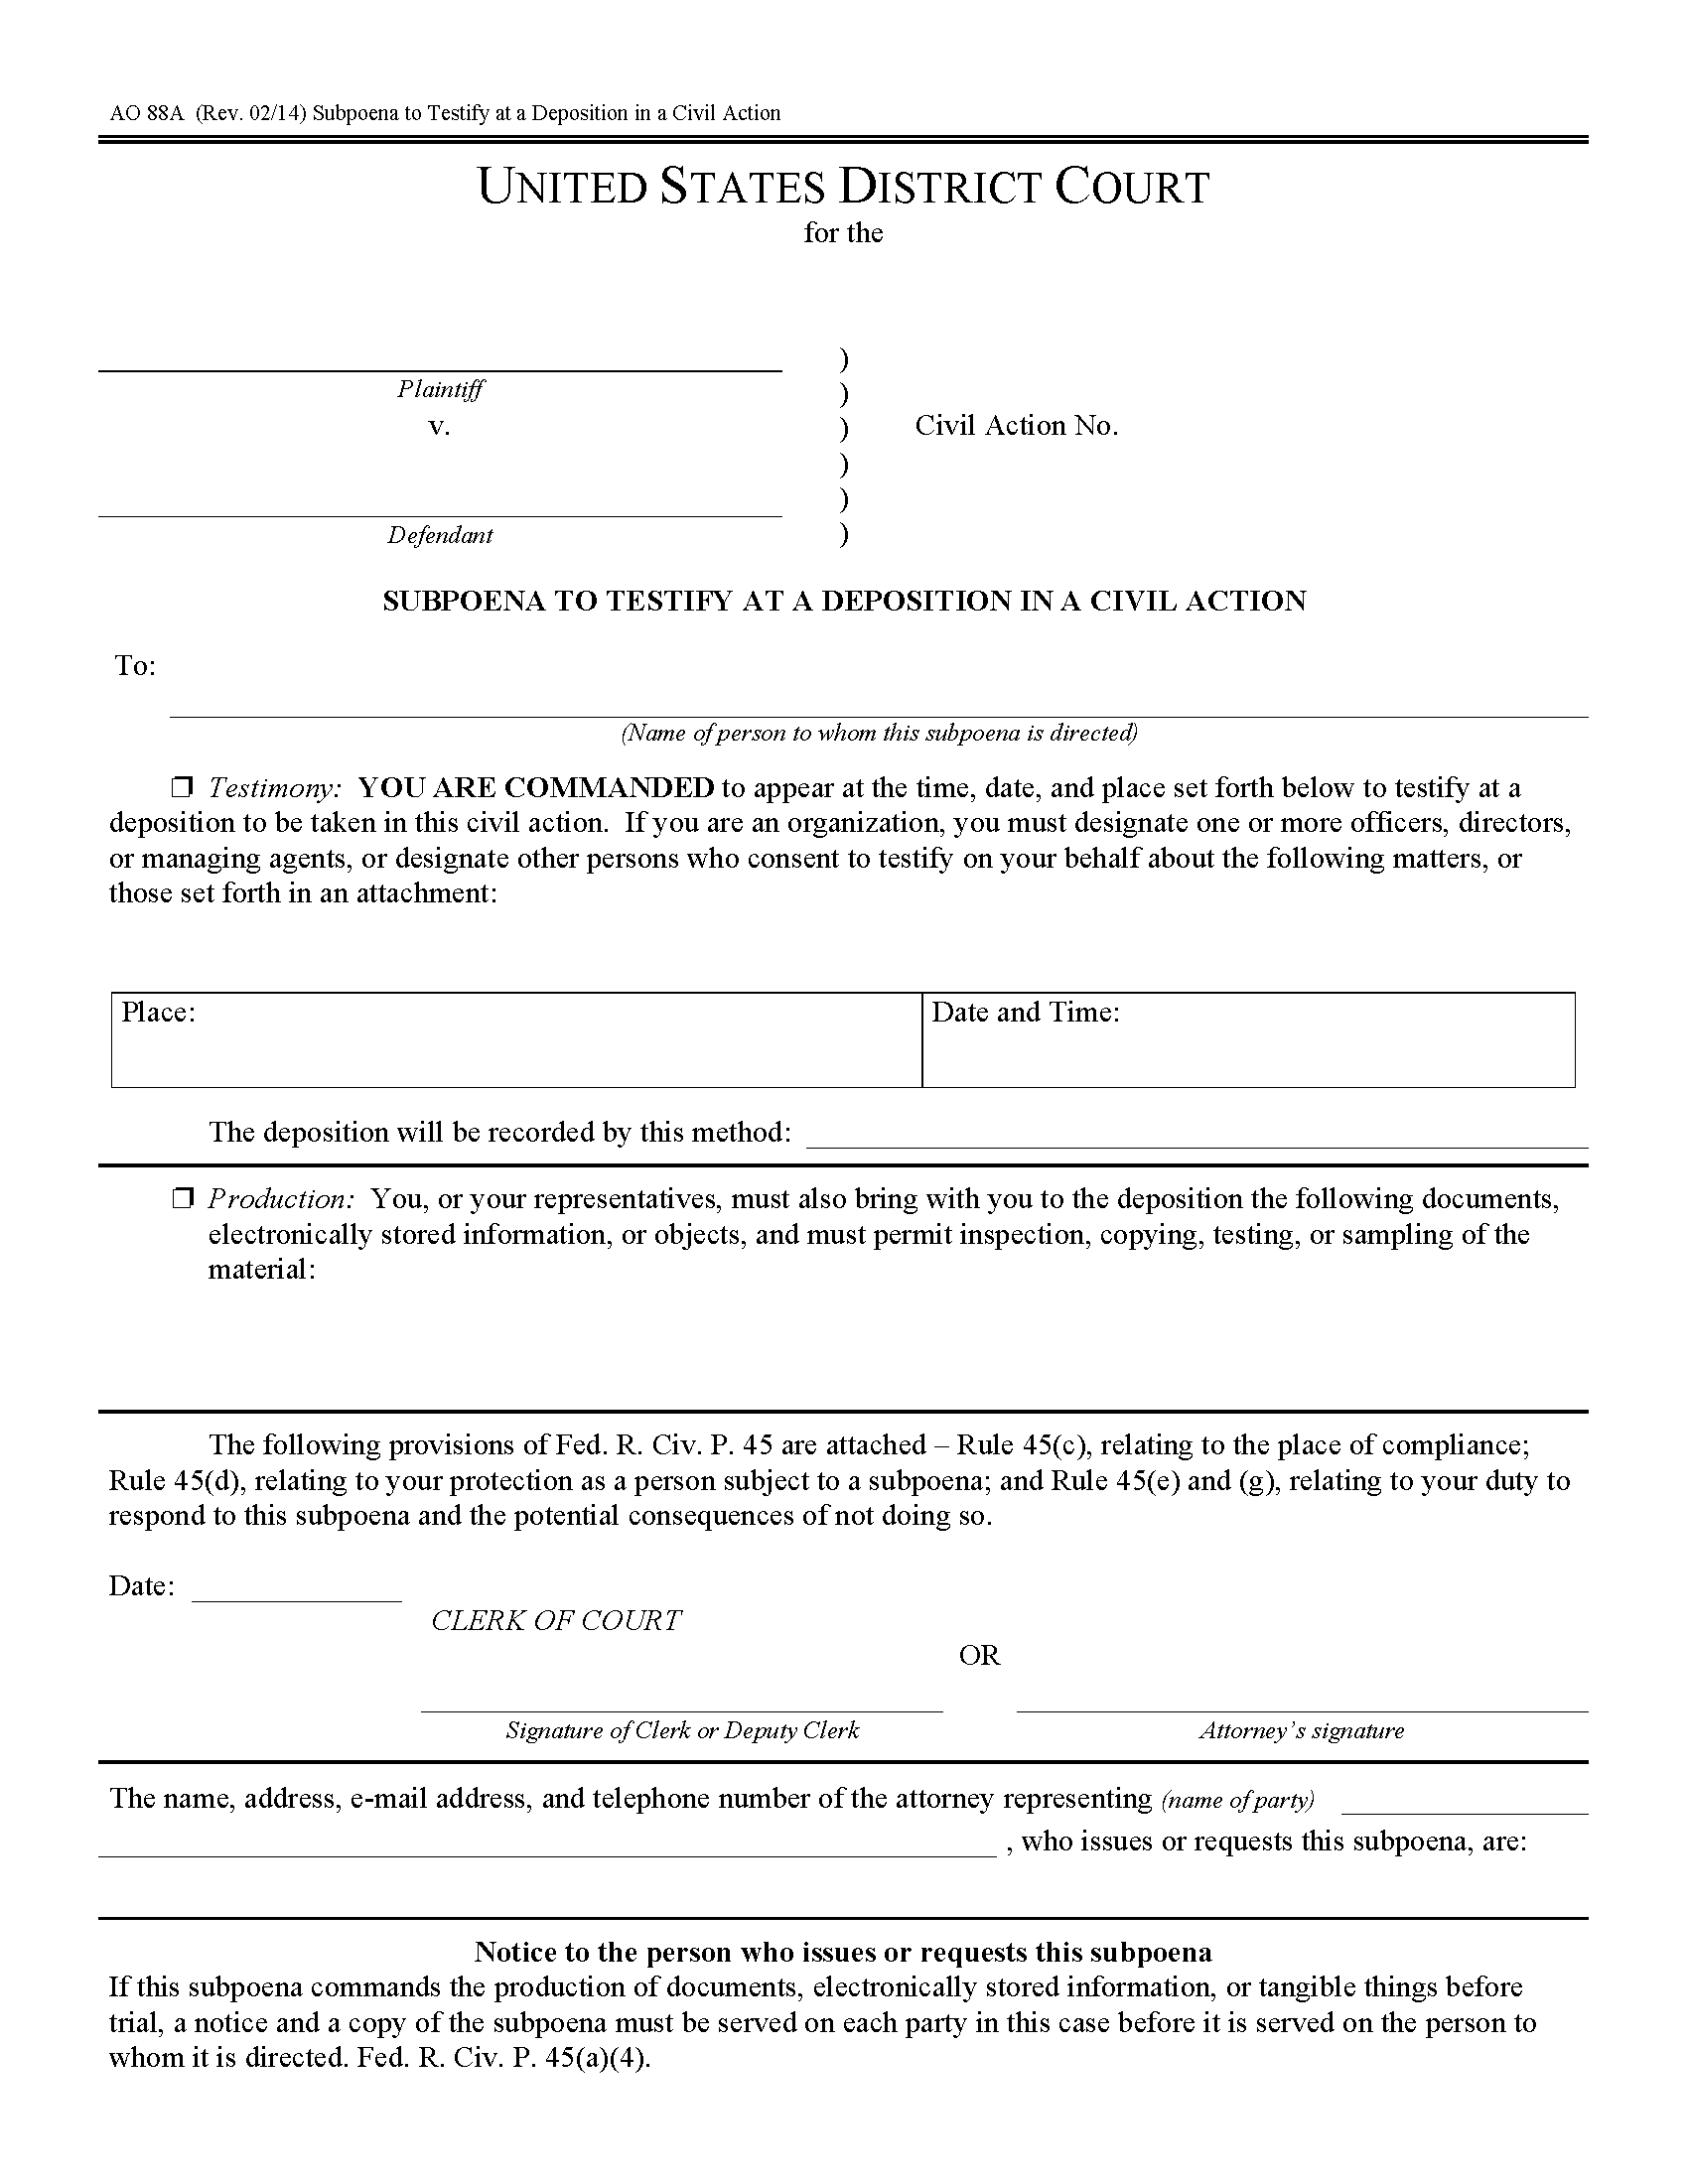 AO 88A (Rev. 02/14) Subpoena to Testify at a Deposition in a Civil Action
UNITED STATES DISTRICT COURT
for the
)
Plaintiff
)
v.
)
Civil Action No.
)
)
Defendant
)
SUBPOENA TO TESTIFY AT A DEPOSITION IN A CIVIL ACTION
To:
(Name of person to whom this subpoena is directed)
❒ Testimony: YOU ARE COMMANDED to appear at the time, date, and place set forth below to testify at a
deposition to be taken in this civil action. If you are an organization, you must designate one or more officers, directors,
or managing agents, or designate other persons who consent to testify on your behalf about the following matters, or
those set forth in an attachment:
Place:
Date and Time:
The deposition will be recorded by this method:
❒ Production: You, or your representatives, must also bring with you to the deposition the following documents,
electronically stored information, or objects, and must permit inspection, copying, testing, or sampling of the
material:
The following provisions of Fed. R. Civ. P. 45 are attached – Rule 45(c), relating to the place of compliance;
Rule 45(d), relating to your protection as a person subject to a subpoena; and Rule 45(e) and (g), relating to your duty to
respond to this subpoena and the potential consequences of not doing so.
Date:
CLERK OF COURT
OR
Signature of Clerk or Deputy Clerk
Attorney’s signature
The name, address, e-mail address, and telephone number of the attorney representing (name of party)
, who issues or requests this subpoena, are:
Notice to the person who issues or requests this subpoena
If this subpoena commands the production of documents, electronically stored information, or tangible things before
trial, a notice and a copy of the subpoena must be served on each party in this case before it is served on the person to
whom it is directed. Fed. R. Civ. P. 45(a)(4).